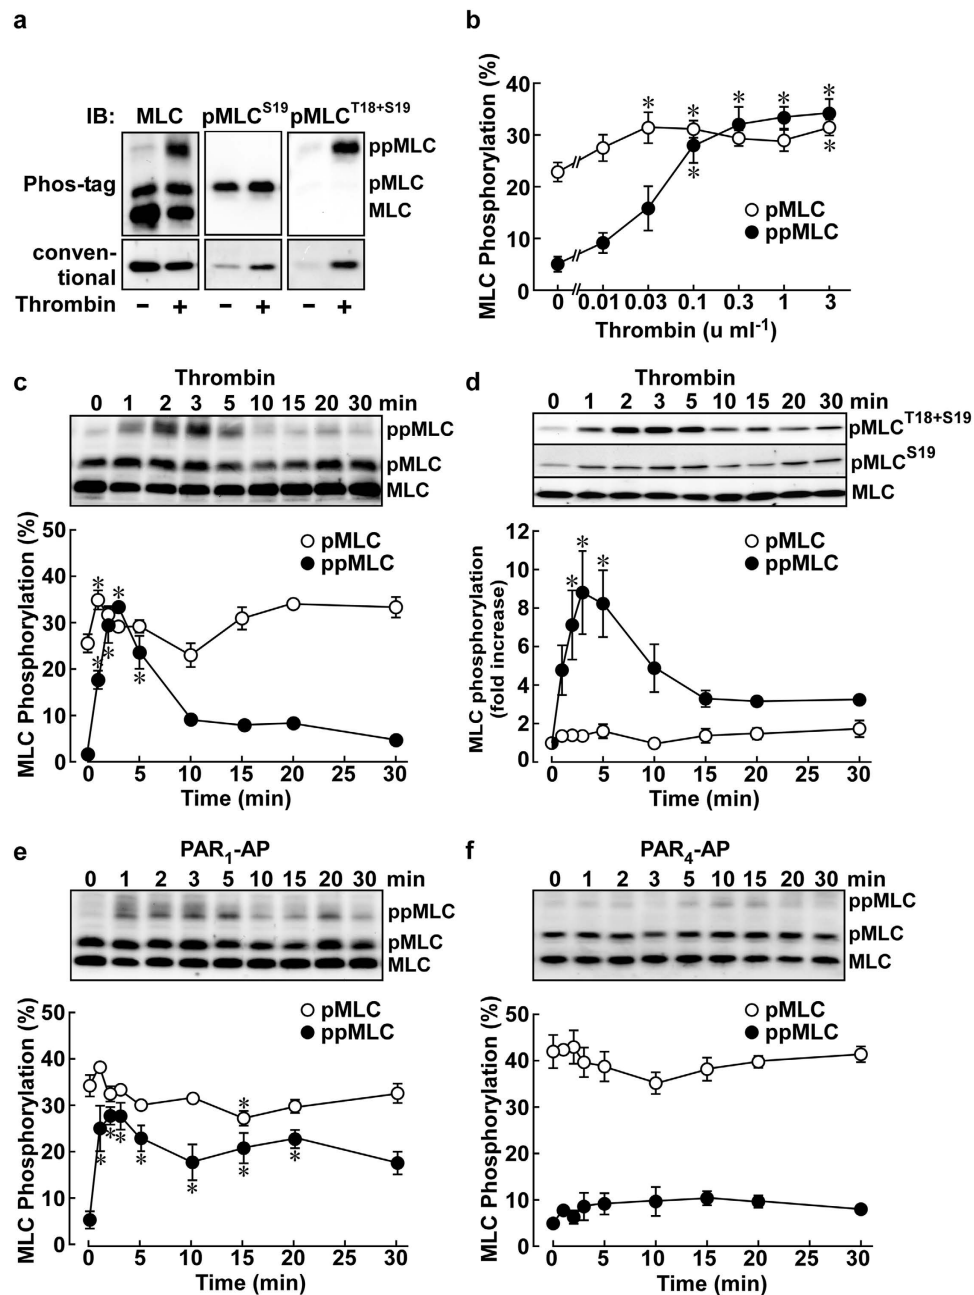 a
IB: MLC pMLC^S19 pMLC^T18+S19
Phos-tag
ppMLC
pMLC
MLC
conven-
tional
Thrombin − + − + − +
b
MLC Phosphorylation (%)
40
30
20
10
0
pMLC
ppMLC
0 0.01 0.03 0.1 0.3 1 3
Thrombin (u ml^-1)
c
Thrombin
0 1 2 3 5 10 15 20 30 min
ppMLC
pMLC
MLC
MLC Phosphorylation (%)
50
40
30
20
10
0
pMLC
ppMLC
0 5 10 15 20 25 30
Time (min)
d
Thrombin
0 1 2 3 5 10 15 20 30 min
pMLC^T18+S19
pMLC^S19
MLC
MLC phosphorylation
(fold increase)
12
10
8
6
4
2
0
pMLC
ppMLC
0 5 10 15 20 25 30
Time (min)
e
PAR1-AP
0 1 2 3 5 10 15 20 30 min
ppMLC
pMLC
MLC
MLC Phosphorylation (%)
50
40
30
20
10
0
pMLC
ppMLC
0 5 10 15 20 25 30
Time (min)
f
PAR4-AP
0 1 2 3 5 10 15 20 30 min
ppMLC
pMLC
MLC
MLC Phosphorylation (%)
50
40
30
20
10
0
pMLC
ppMLC
0 5 10 15 20 25 30
Time (min)